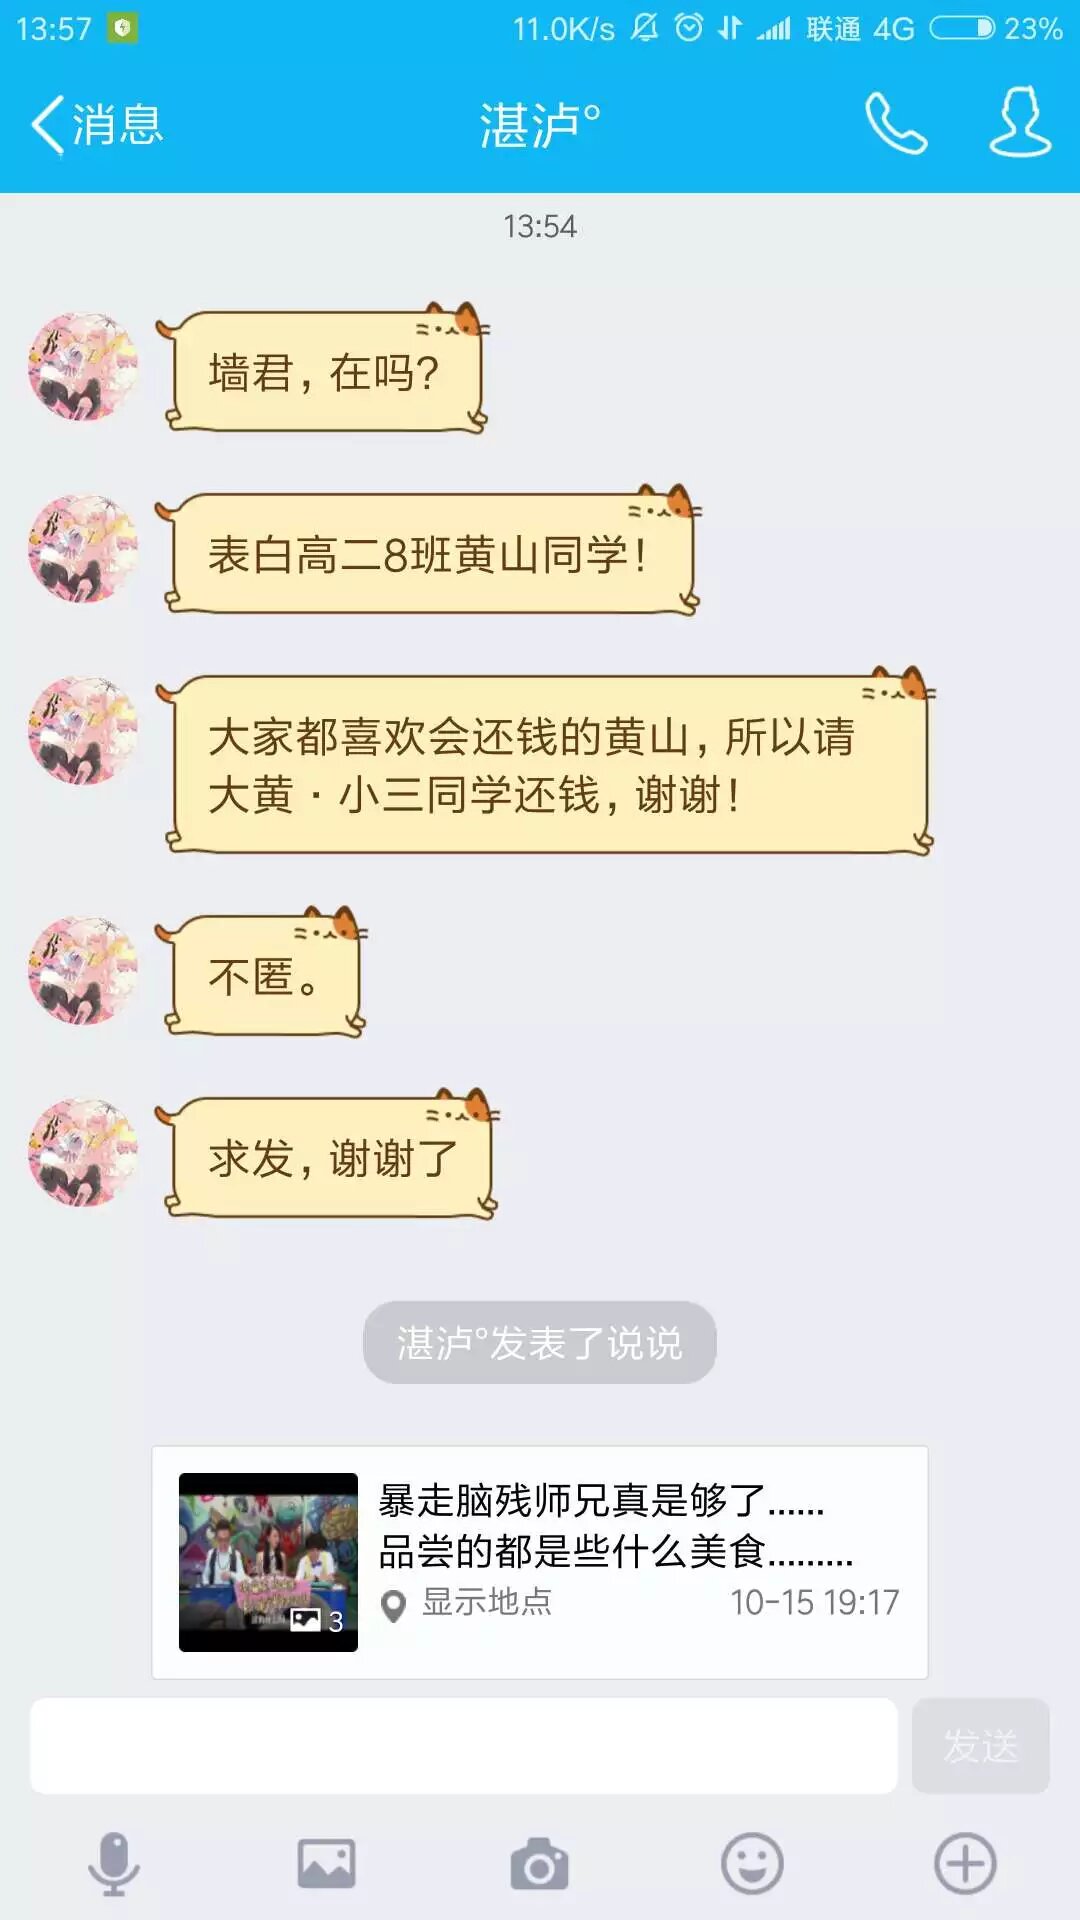 13:57
11.0K/s 联通 4G 23%
消息
湛泸°
13:54
墙君，在吗？
表白高二8班黄山同学！
大家都喜欢会还钱的黄山，所以请
大黄·小三同学还钱，谢谢！
不匿。
求发，谢谢了
湛泸°发表了说说
暴走脑残师兄真是够了……
品尝的都是些什么美食………
3
显示地点
10-15 19:17
发送